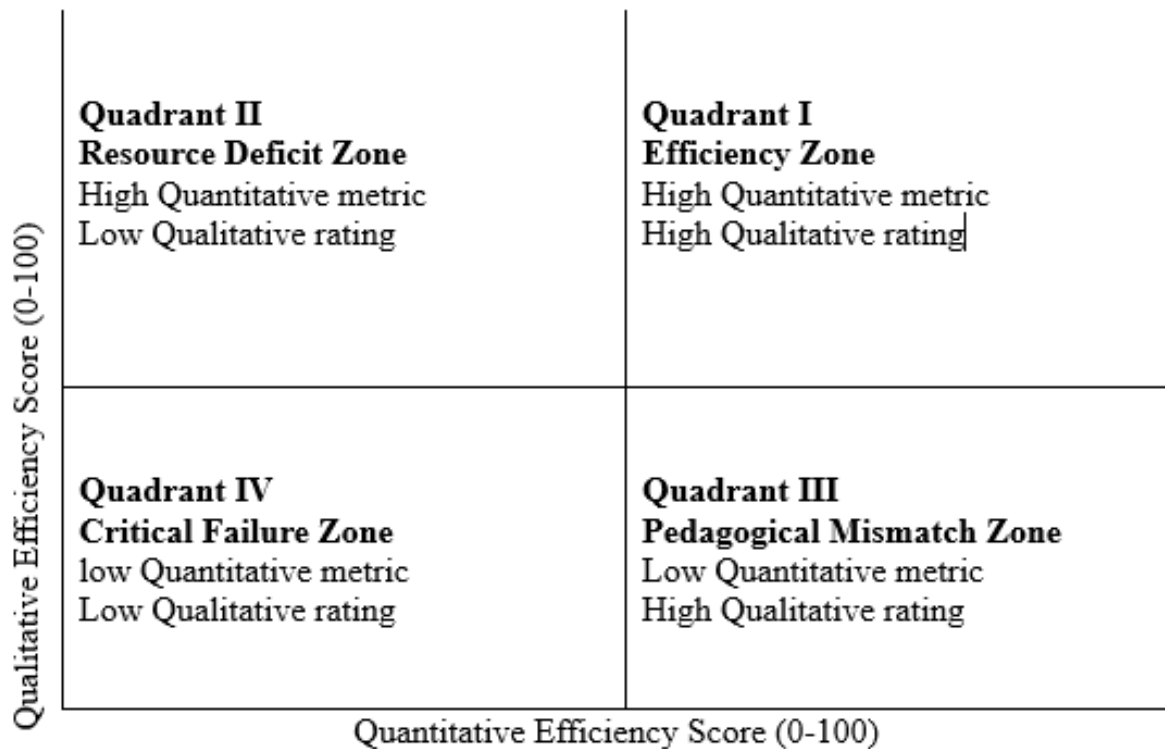 Quadrant II
Resource Deficit Zone
High Quantitative metric
Low Qualitative rating
Quadrant I
Efficiency Zone
High Quantitative metric
High Qualitative rating
Quadrant IV
Critical Failure Zone
low Quantitative metric
Low Qualitative rating
Quadrant III
Pedagogical Mismatch Zone
Low Quantitative metric
High Qualitative rating
Qualitative Efficiency Score (0-100)
Quantitative Efficiency Score (0-100)